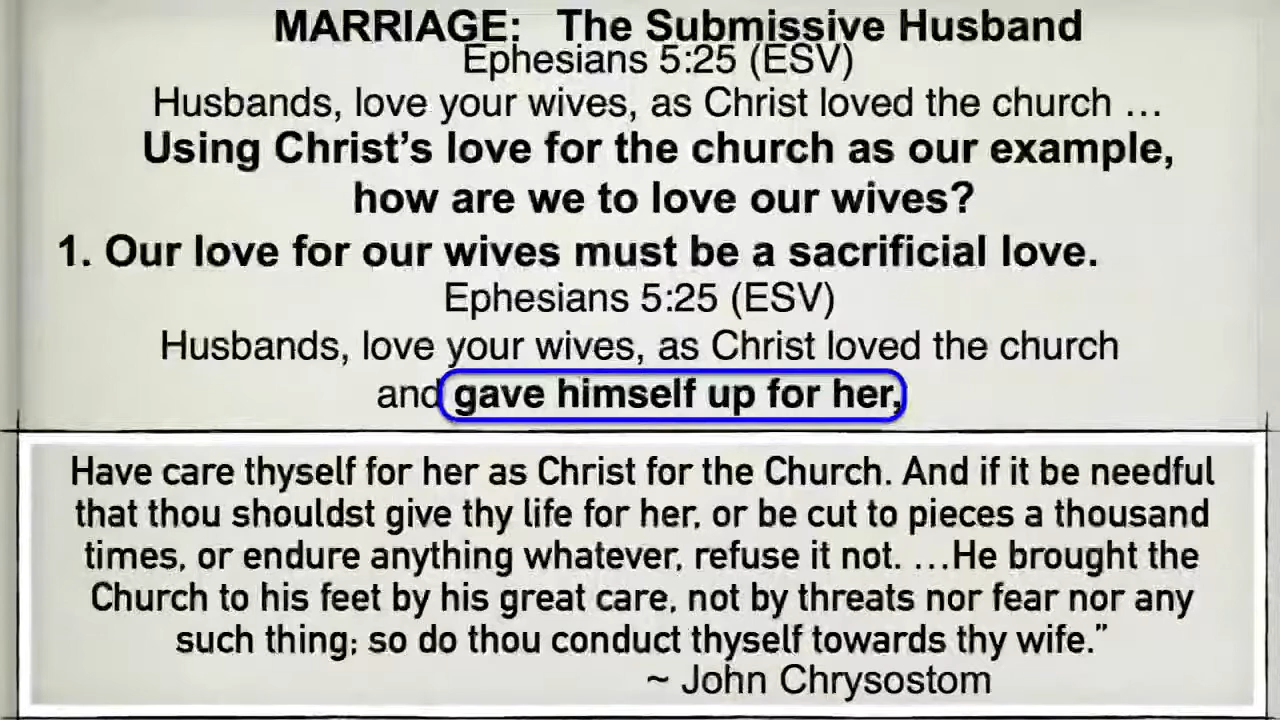 MARRIAGE: The Submissive Husband
Ephesians 5:25 (ESV)
Husbands, love your wives, as Christ loved the church …
Using Christ's love for the church as our example,
how are we to love our wives?
1. Our love for our wives must be a sacrificial love.
Ephesians 5:25 (ESV)
Husbands, love your wives, as Christ loved the church
and gave himself up for her,
Have care thyself for her as Christ for the Church. And if it be needful
that thou shouldst give thy life for her, or be cut to pieces a thousand
times, or endure anything whatever, refuse it not. …He brought the
Church to his feet by his great care, not by threats nor fear nor any
such thing; so do thou conduct thyself towards thy wife.”
~ John Chrysostom